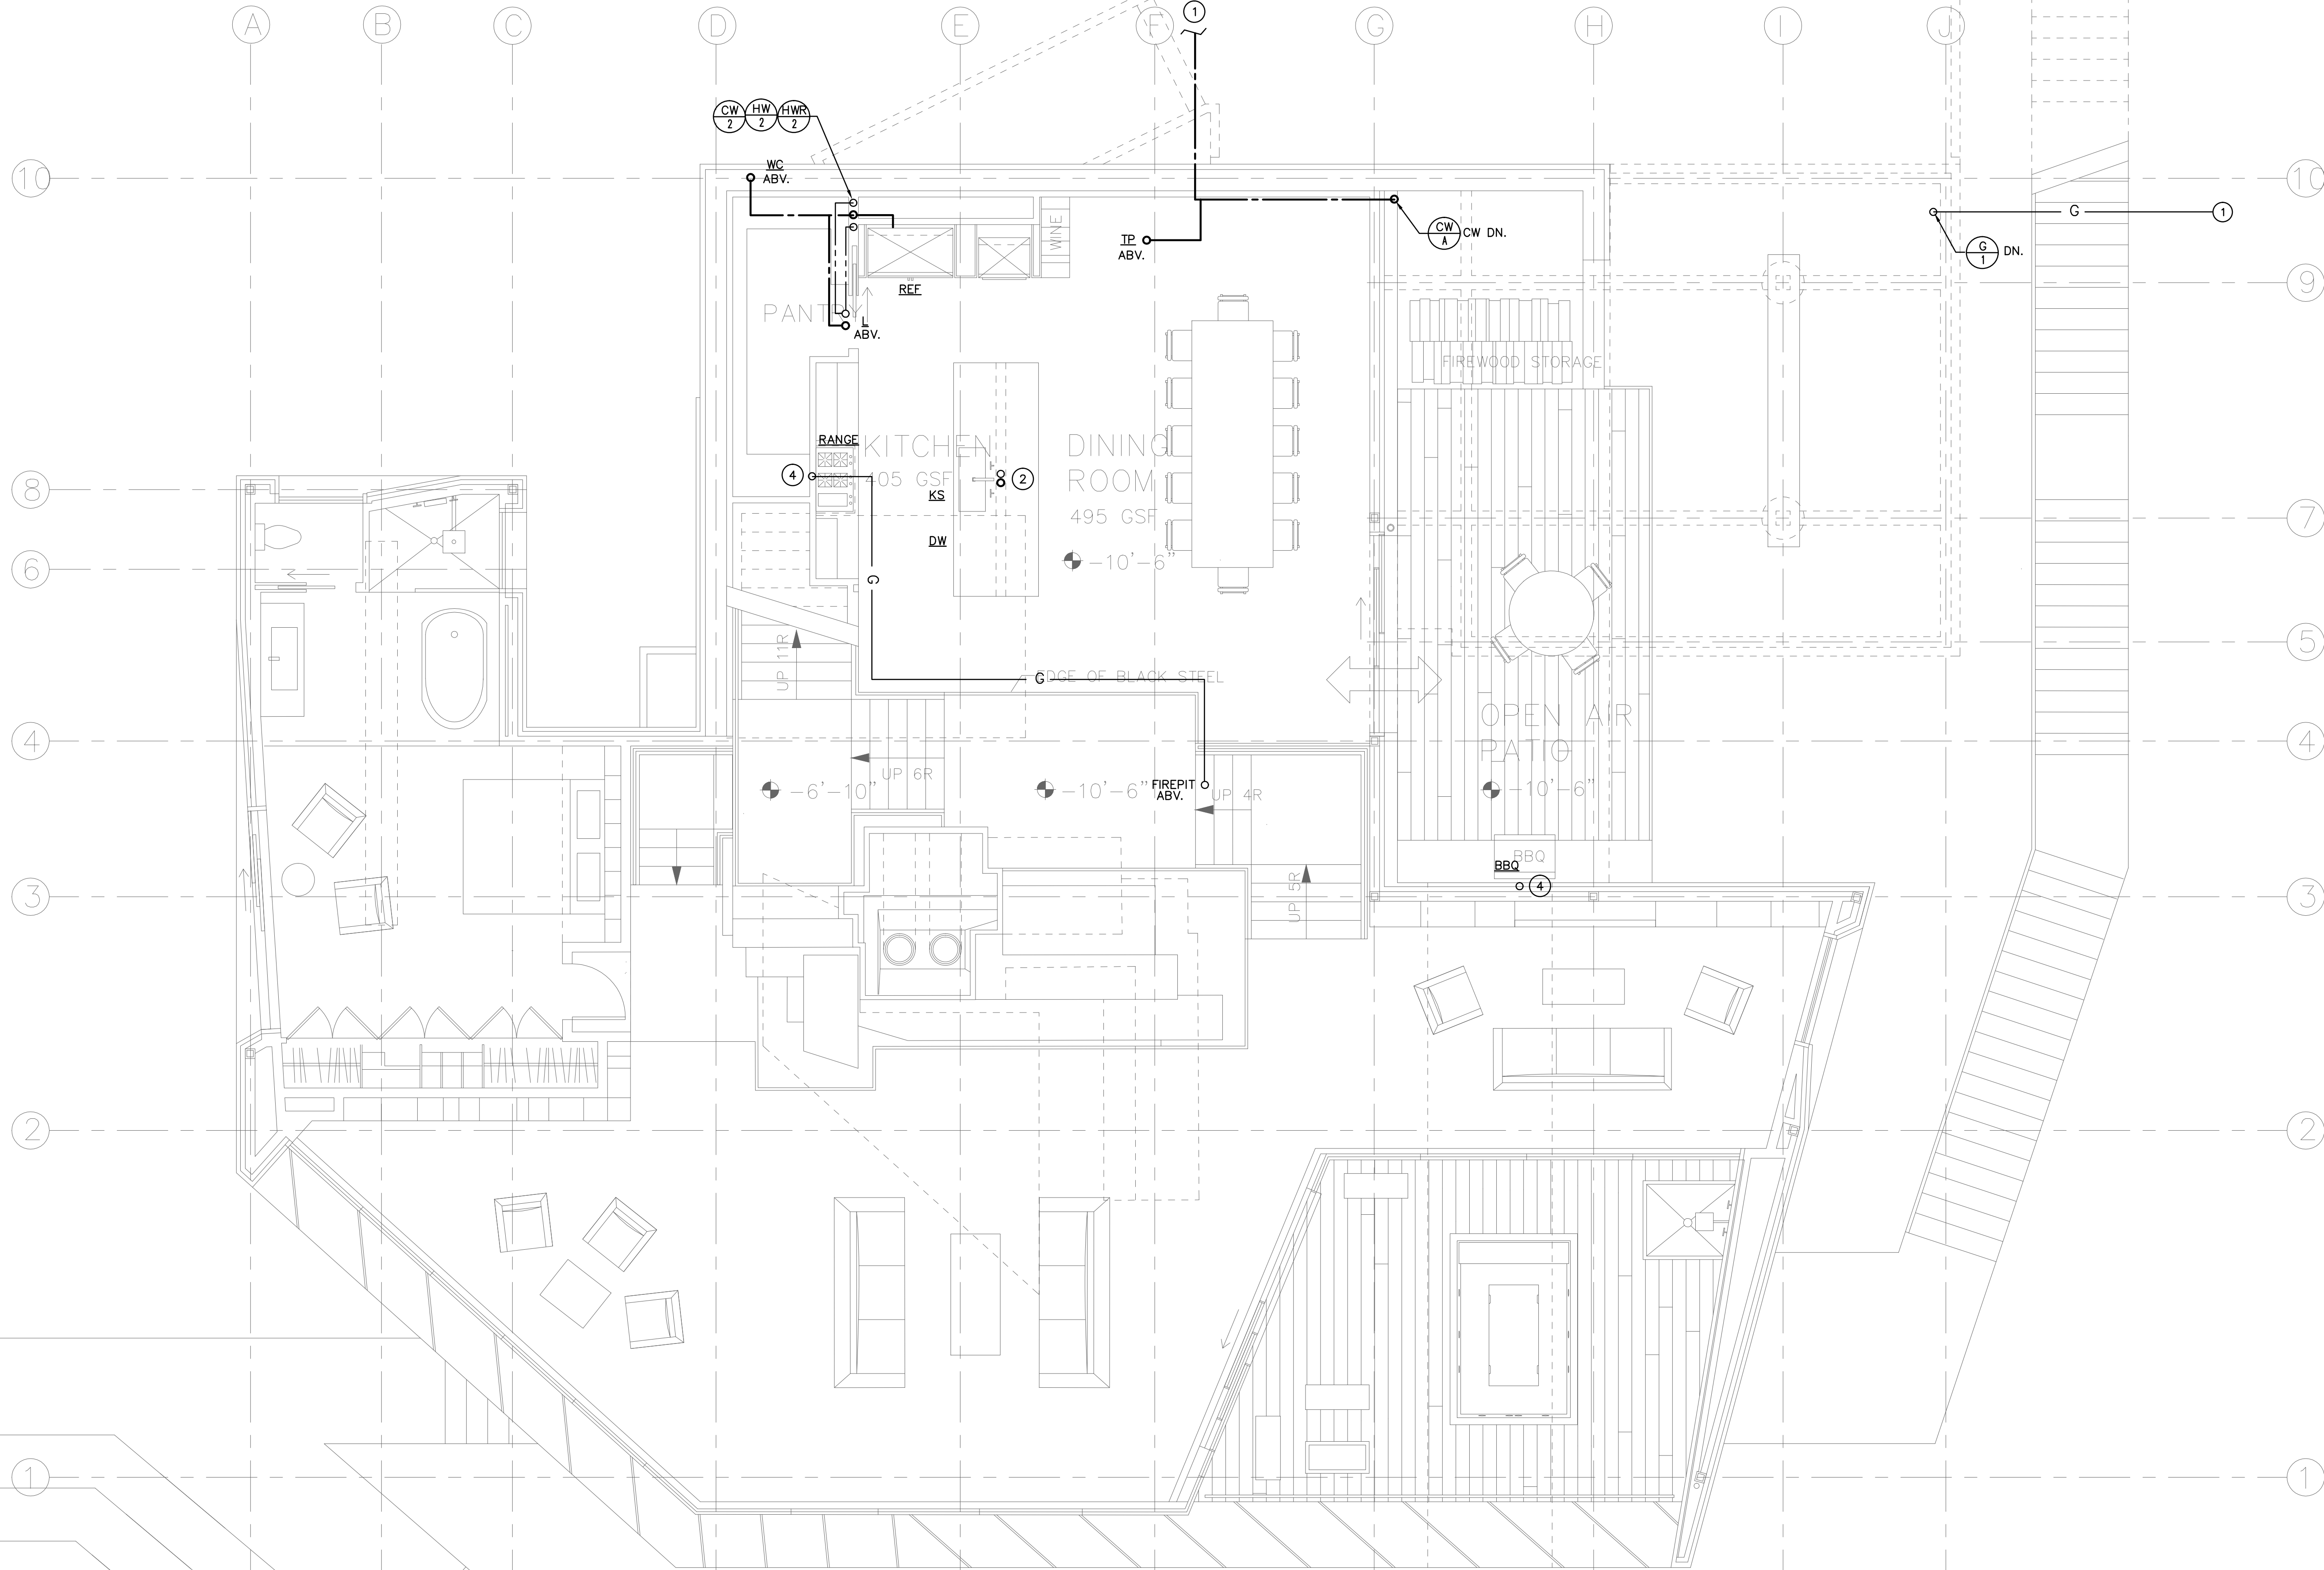 A
B
C
D
E
F
1
G
H
I
J
CW
2
HW
2
HWR
2
10
WC
ABV.
10
G
1
CW
A
CW DN.
G
1
DN.
TP
ABV.
WINE
9
REF
PANTRY
L
ABV.
FIREWOOD STORAGE
RANGE
KITCHEN
405 GSF
DINING
ROOM
495 GSF
4
KS
2
8
DW
7
-10'-6"
6
G
UP 11R
5
G
EDGE OF BLACK STEEL
OPEN AIR
PATIO
-10'-6"
4
4
UP 6R
-6'-10"
-10'-6"
FIREPIT
ABV.
UP 4R
BBQ
BBQ
4
UP 5R
3
3
2
2
1
1